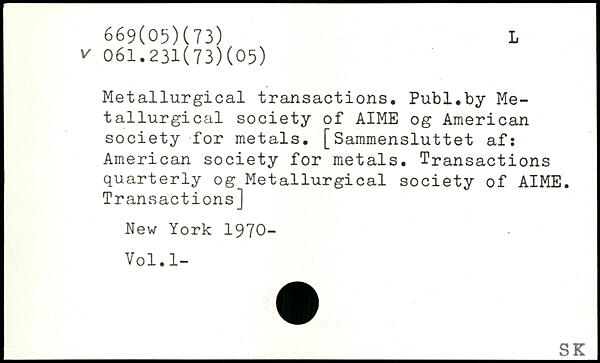 669(05)(73) L
v 061.231(73)(05)
Metallurgical transactions. Publ.by Me-
tallurgical society of AIME og American
society for metals. [Sammensluttet af:
American society for metals. Transactions
quarterly og Metallurgical society of AIME.
Transactions]
New York 1970-
Vol.1-
SK